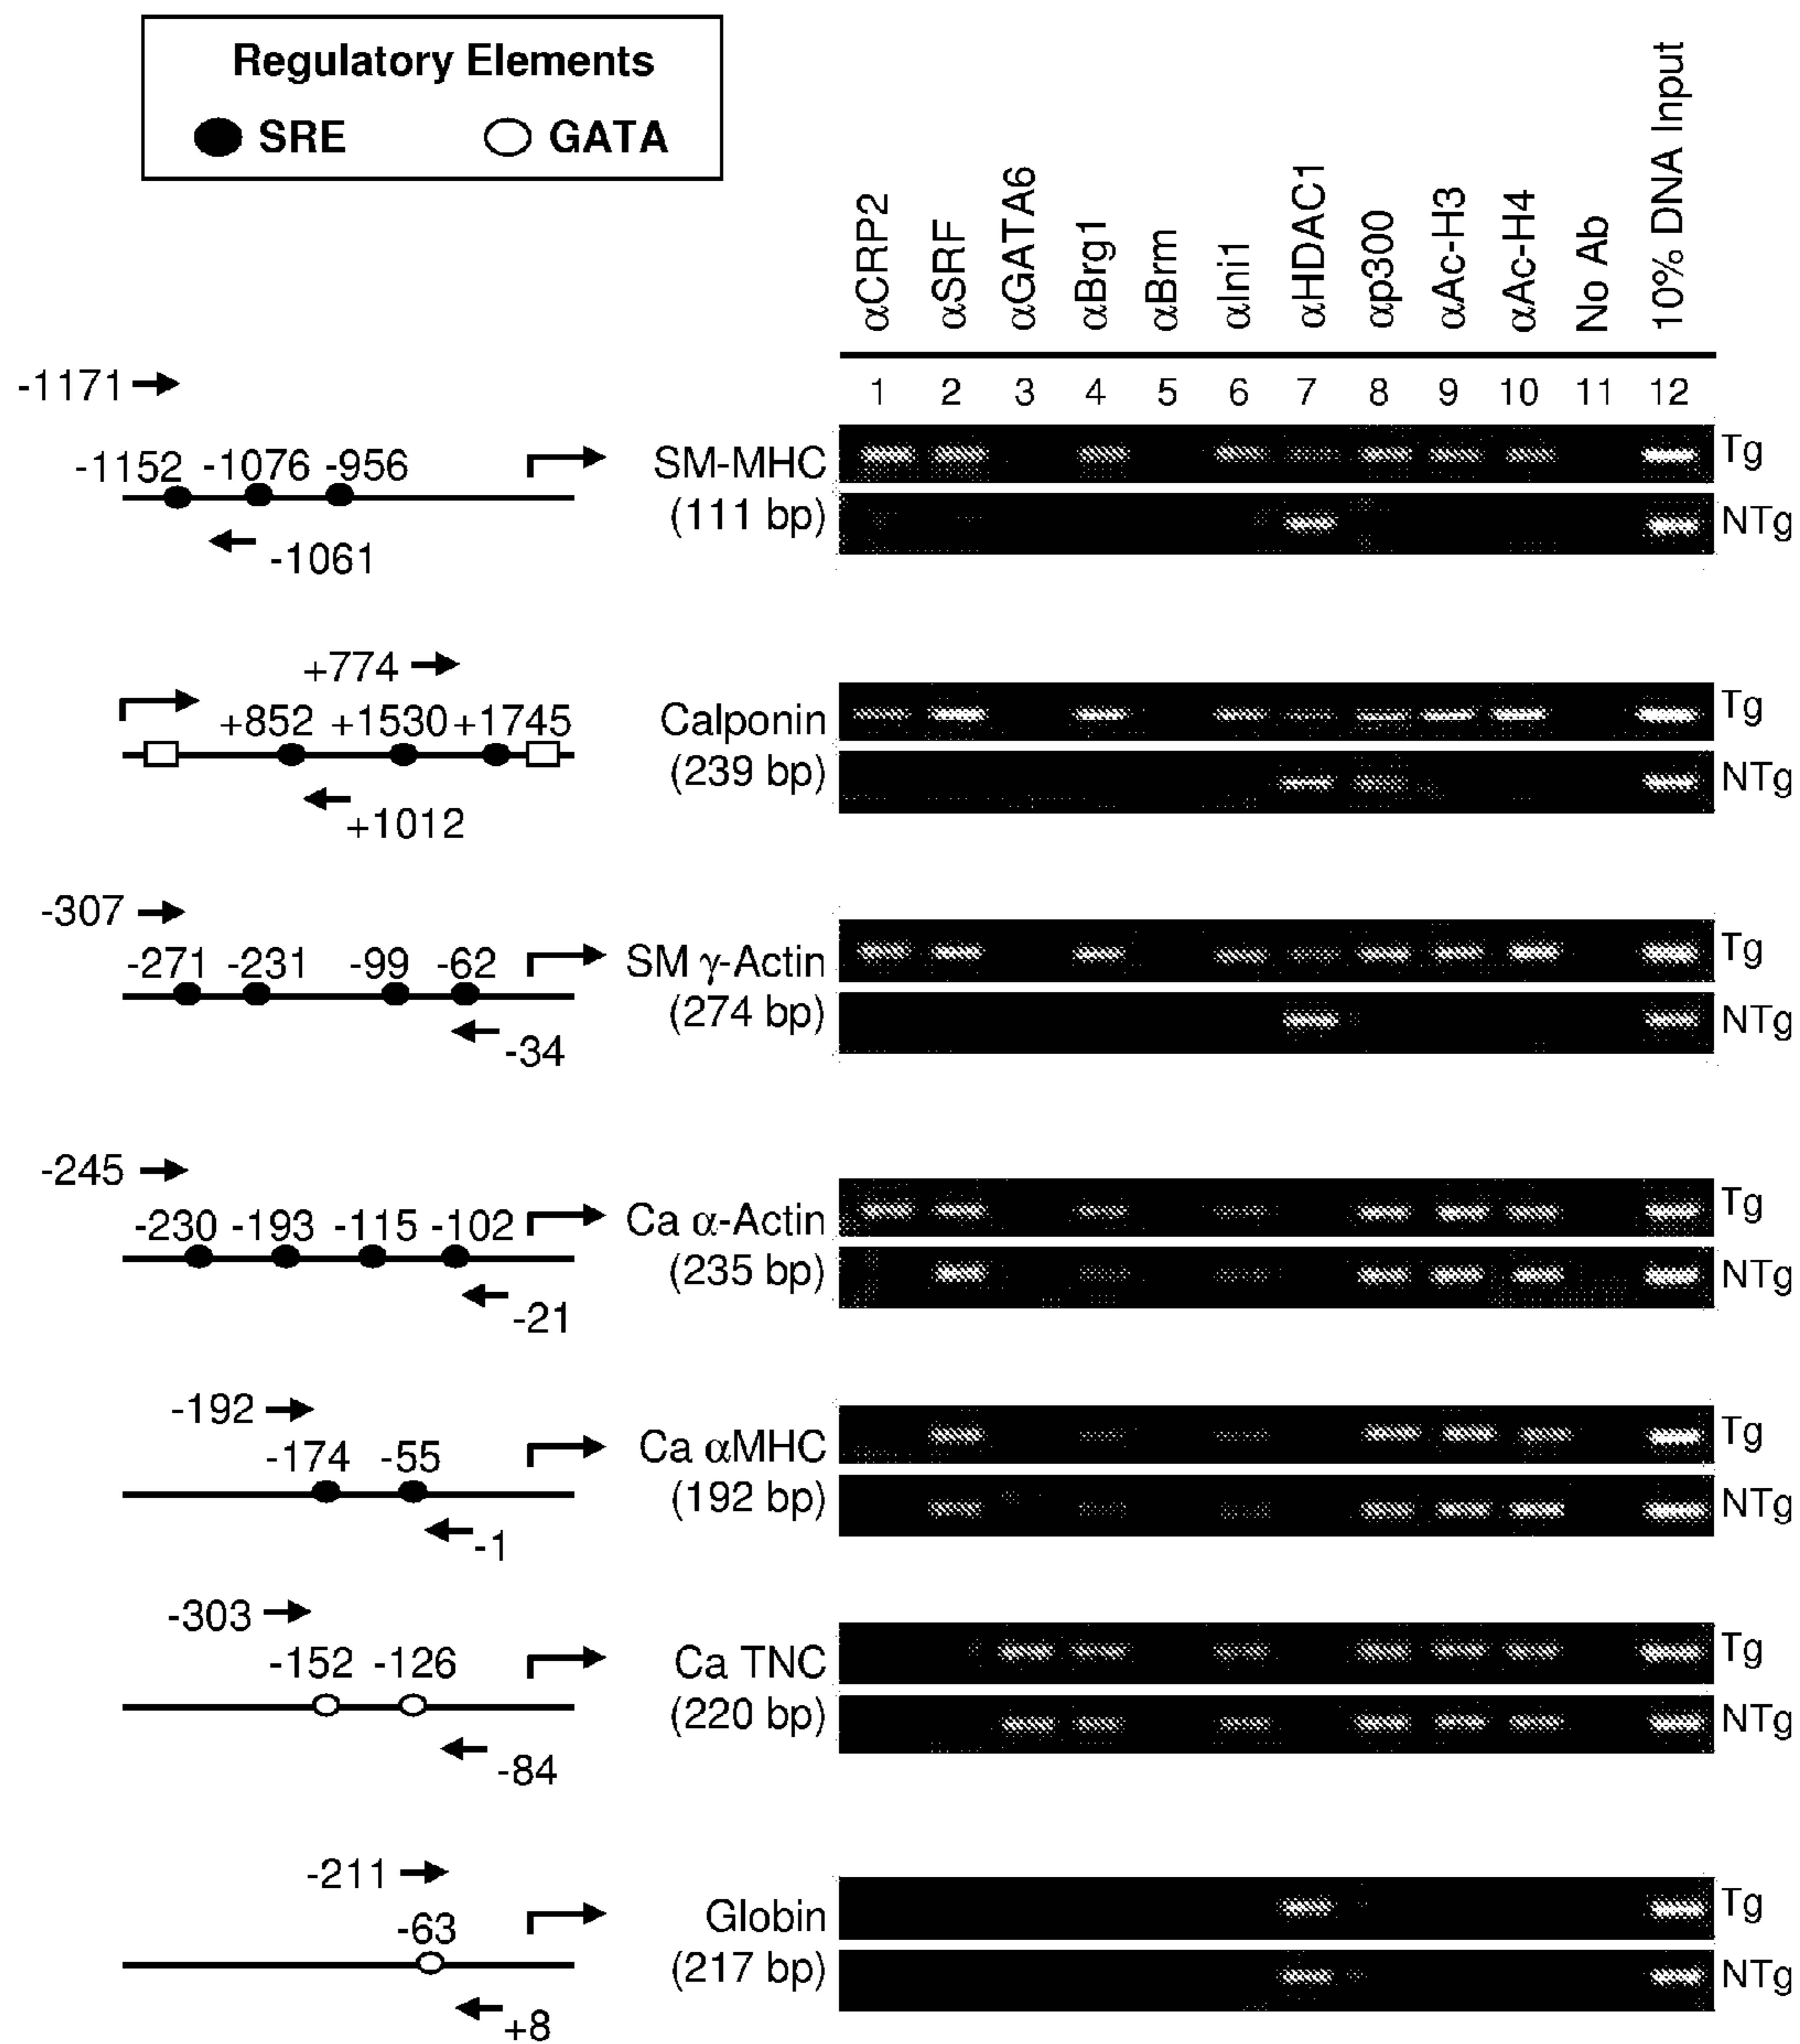 Regulatory Elements
SRE GATA
αCRP2 αSRF αGATA6 αBrg1 αBrm αIni1 αHDAC1 αp300 αAc-H3 αAc-H4 No Ab 10% DNA Input
1 2 3 4 5 6 7 8 9 10 11 12
-1171
-1152 -1076 -956
-1061
SM-MHC
(111 bp)
Tg
NTg
+774
+852 +1530 +1745
+1012
Calponin
(239 bp)
Tg
NTg
-307
-271 -231 -99 -62
-34
SM γ-Actin
(274 bp)
Tg
NTg
-245
-230 -193 -115 -102
-21
Ca α-Actin
(235 bp)
Tg
NTg
-192
-174 -55
-1
Ca αMHC
(192 bp)
Tg
NTg
-303
-152 -126
-84
Ca TNC
(220 bp)
Tg
NTg
-211
-63
+8
Globin
(217 bp)
Tg
NTg